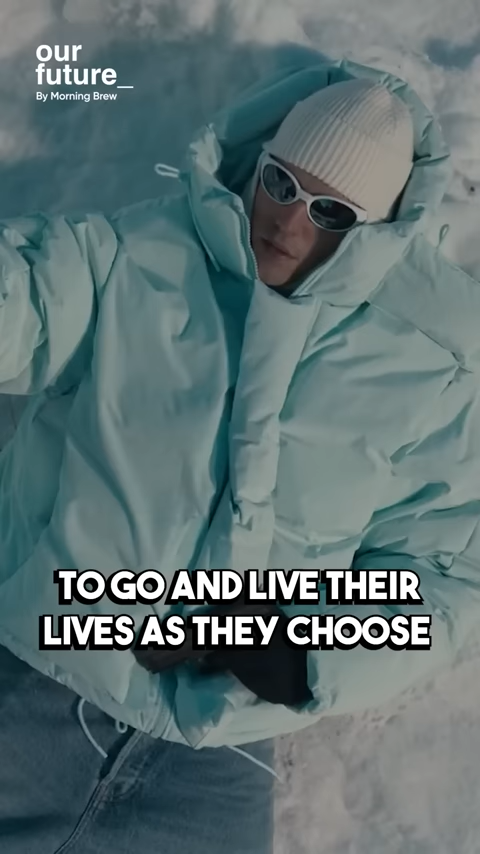 our
future_
By Morning Brew
TO GO AND LIVE THEIR
LIVES AS THEY CHOOSE